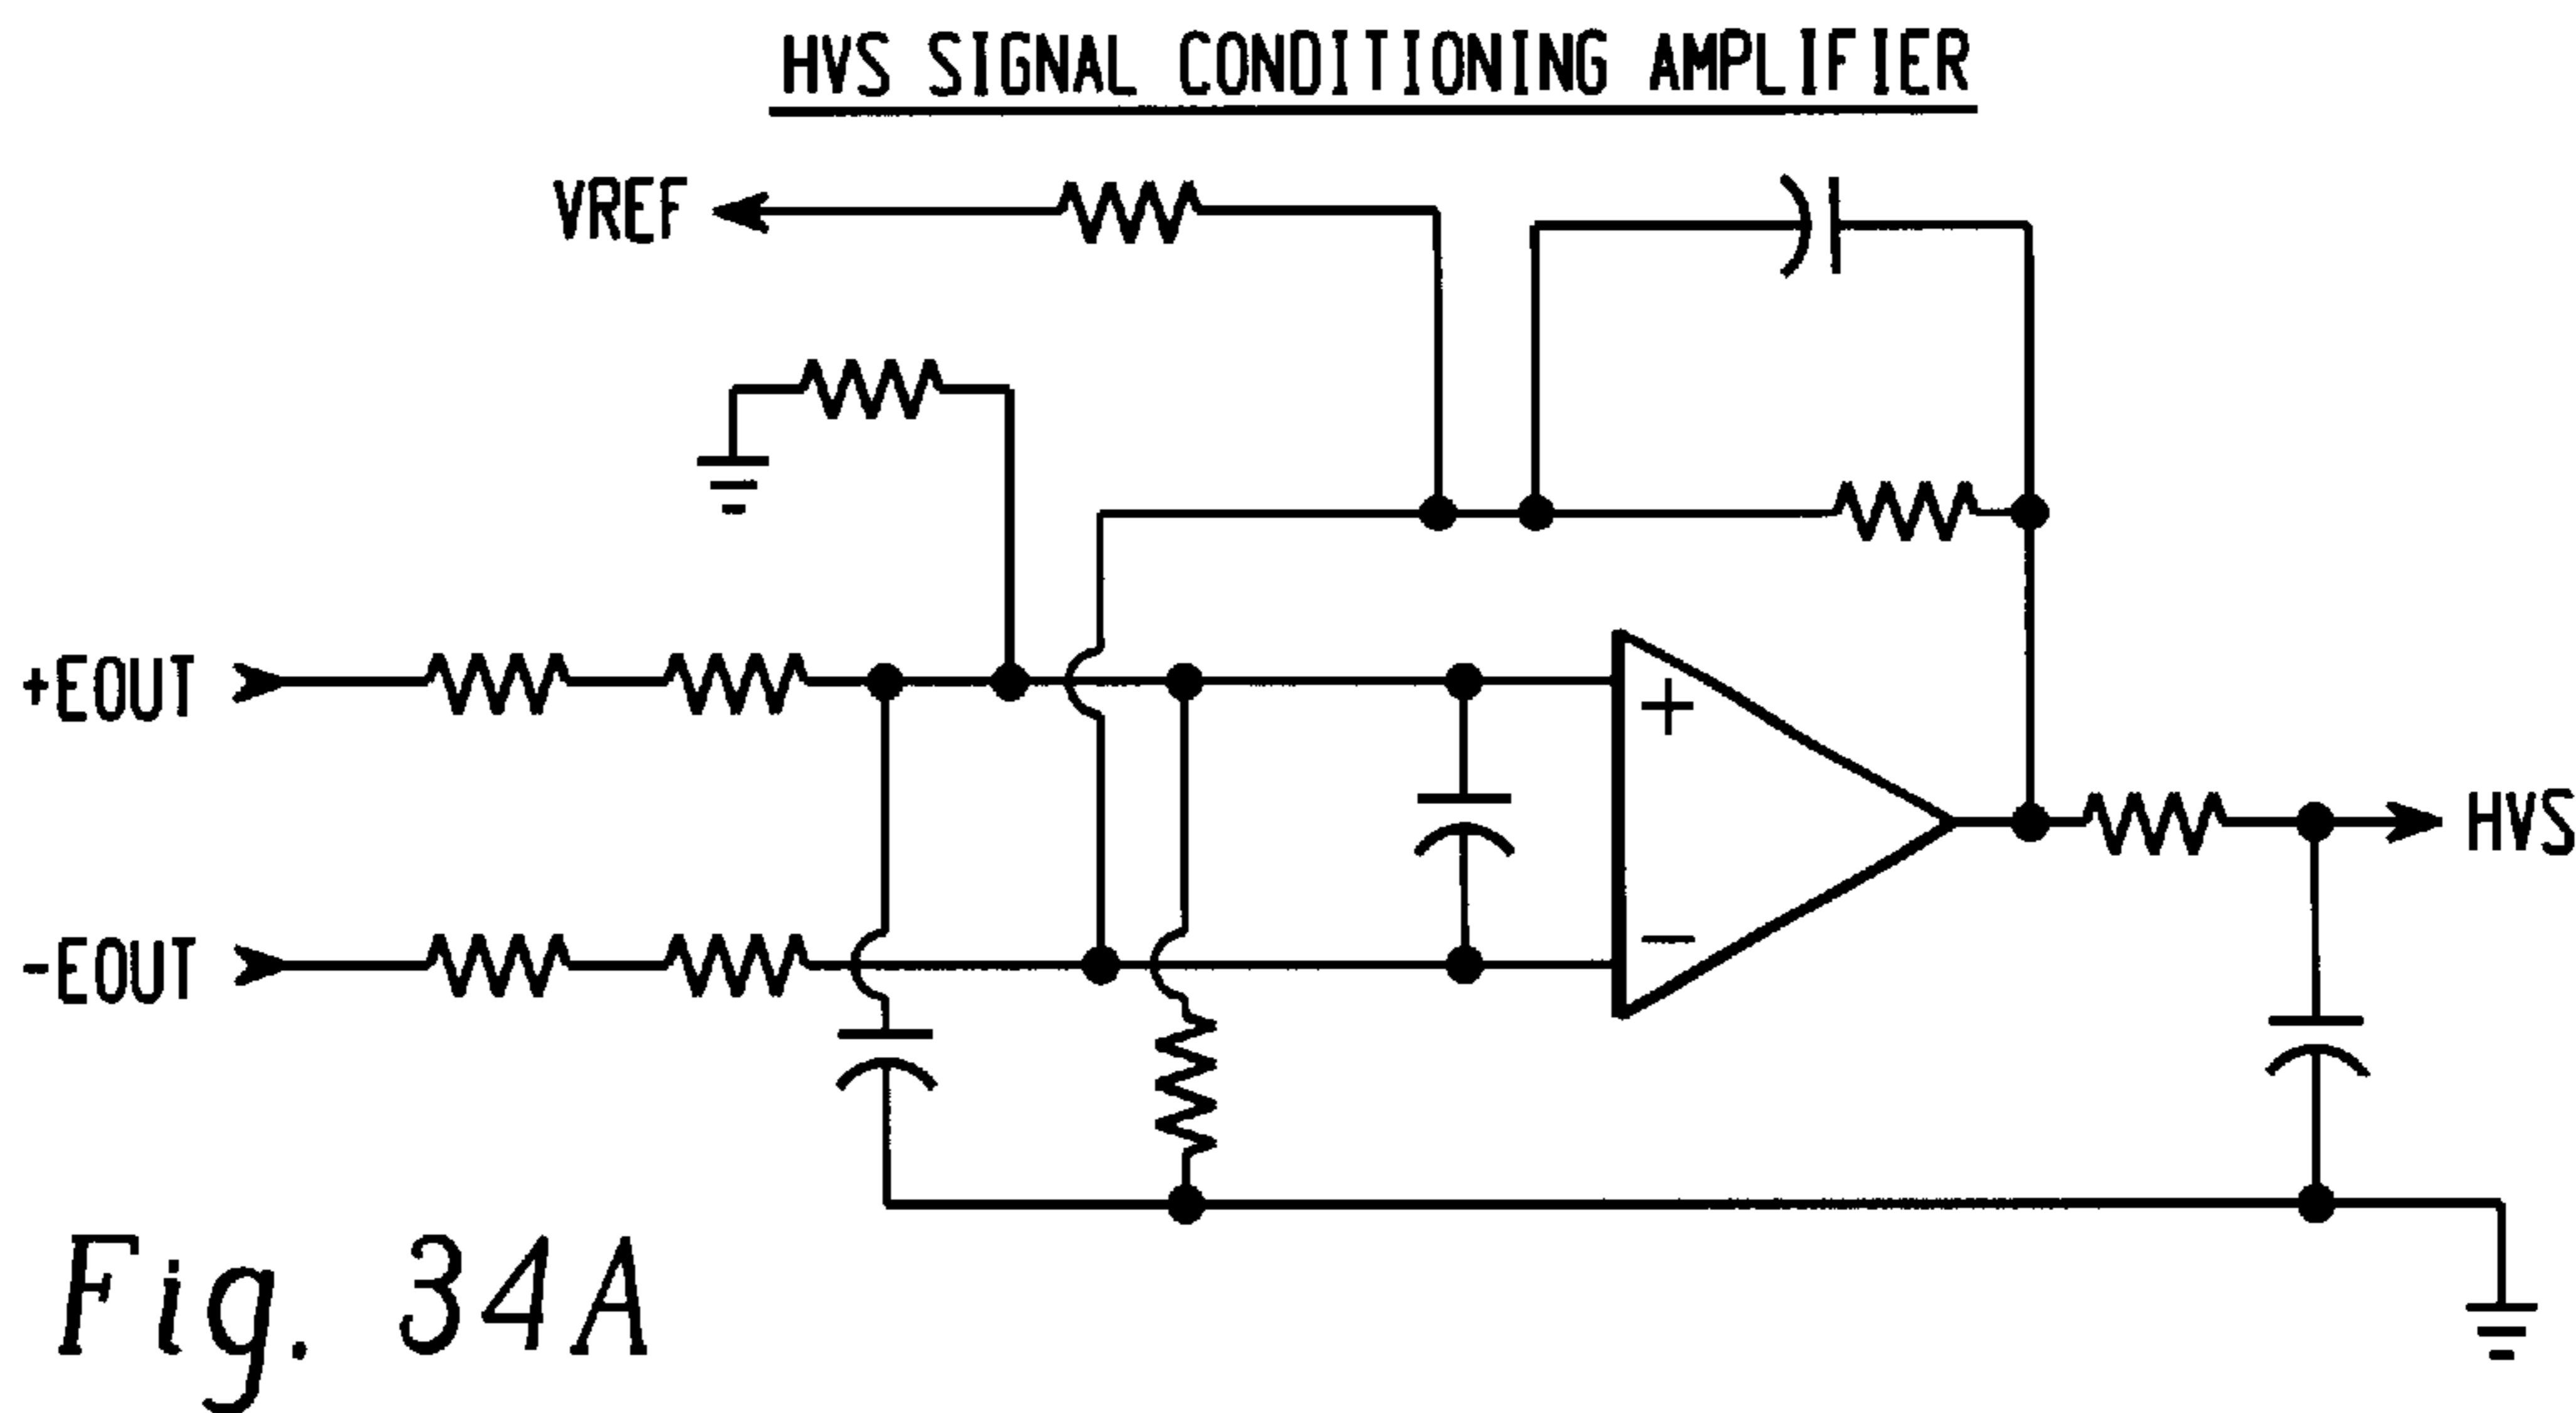 HVS SIGNAL CONDITIONING AMPLIFIER
VREF
+EOUT
+
HVS
-EOUT
−
Fig. 34A